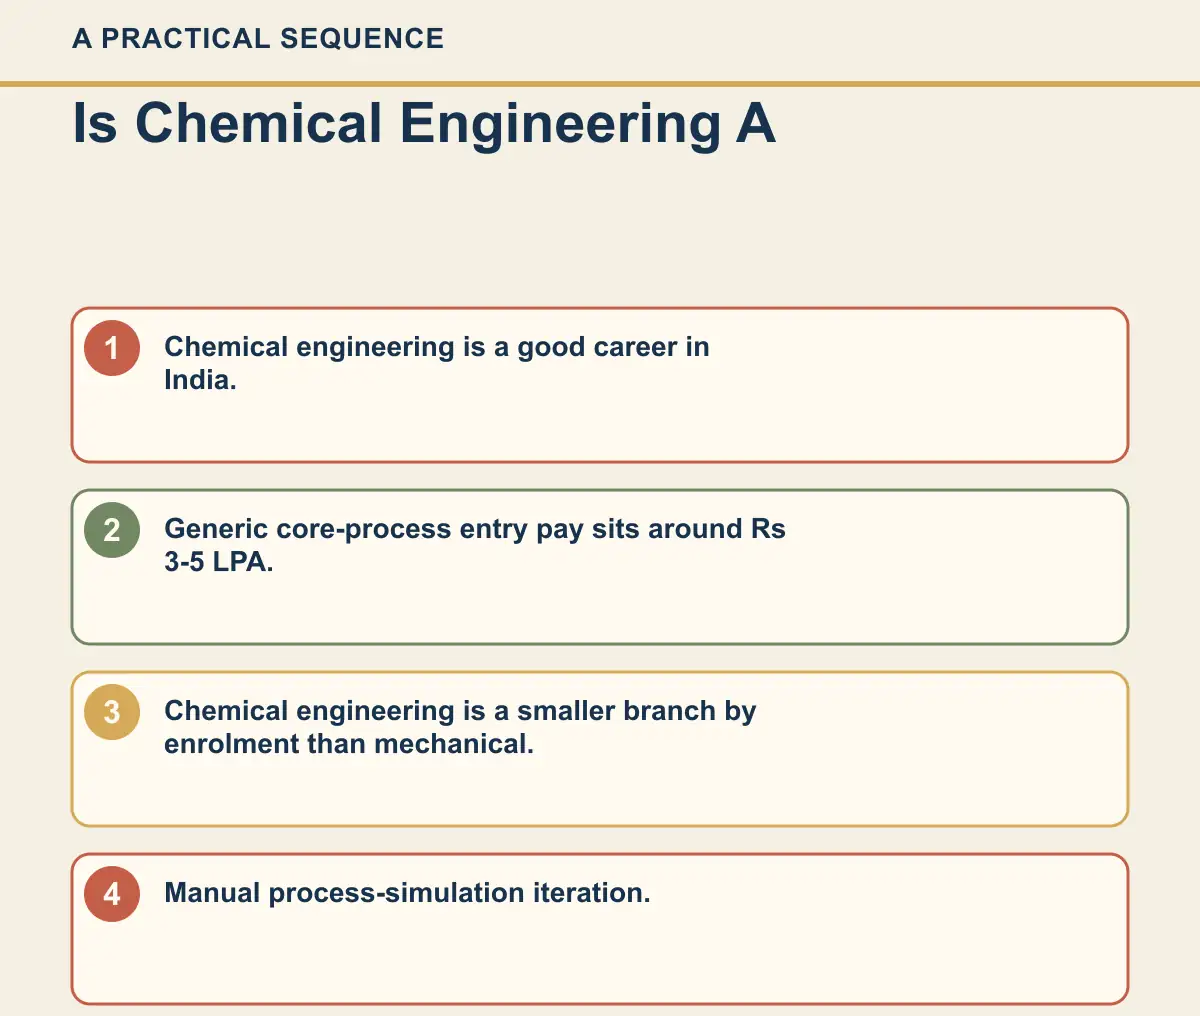 A PRACTICAL SEQUENCE
Is Chemical Engineering A
1
Chemical engineering is a good career in
India.
2
Generic core-process entry pay sits around Rs
3-5 LPA.
3
Chemical engineering is a smaller branch by
enrolment than mechanical.
4
Manual process-simulation iteration.